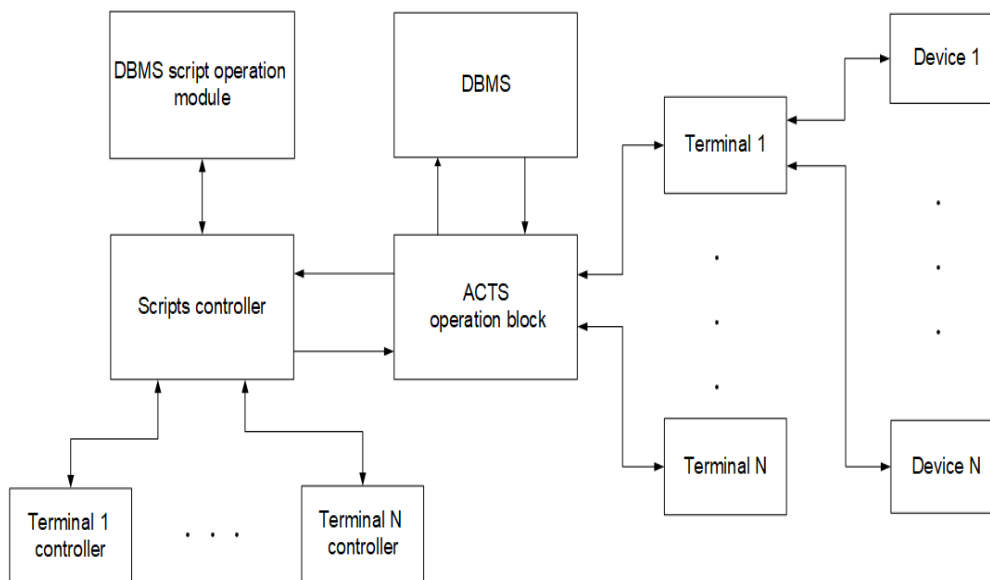 DBMS script operation
module
DBMS
Device 1
Terminal 1
Scripts controller
ACTS
operation block
Terminal N
Device N
Terminal 1
controller
Terminal N
controller